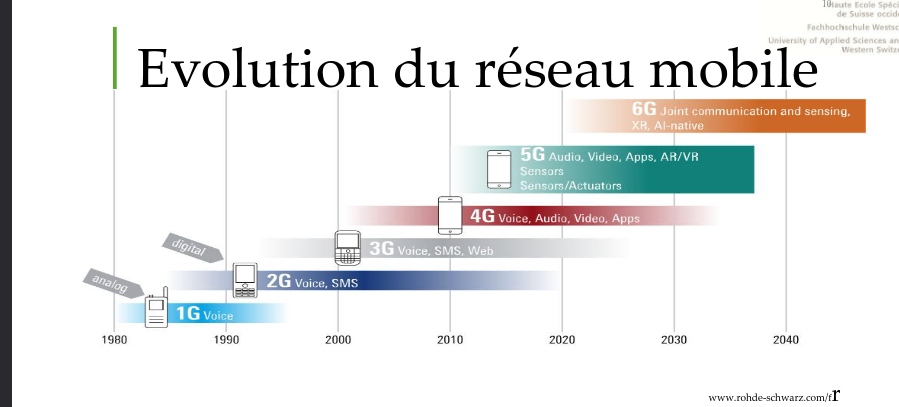 10
Haute Ecole Spéci
de Suisse occid
Fachhochschule Westsc
University of Applied Sciences an
Western Switze
Evolution du réseau mobile
6G Joint communication and sensing,
XR, AI-native
5G Audio, Video, Apps, AR/VR
Sensors
Sensors/Actuators
4G Voice, Audio, Video, Apps
digital
3G Voice, SMS, Web
analog
2G Voice, SMS
1G Voice
1980 1990 2000 2010 2020 2030 2040
www.rohde-schwarz.com/fr